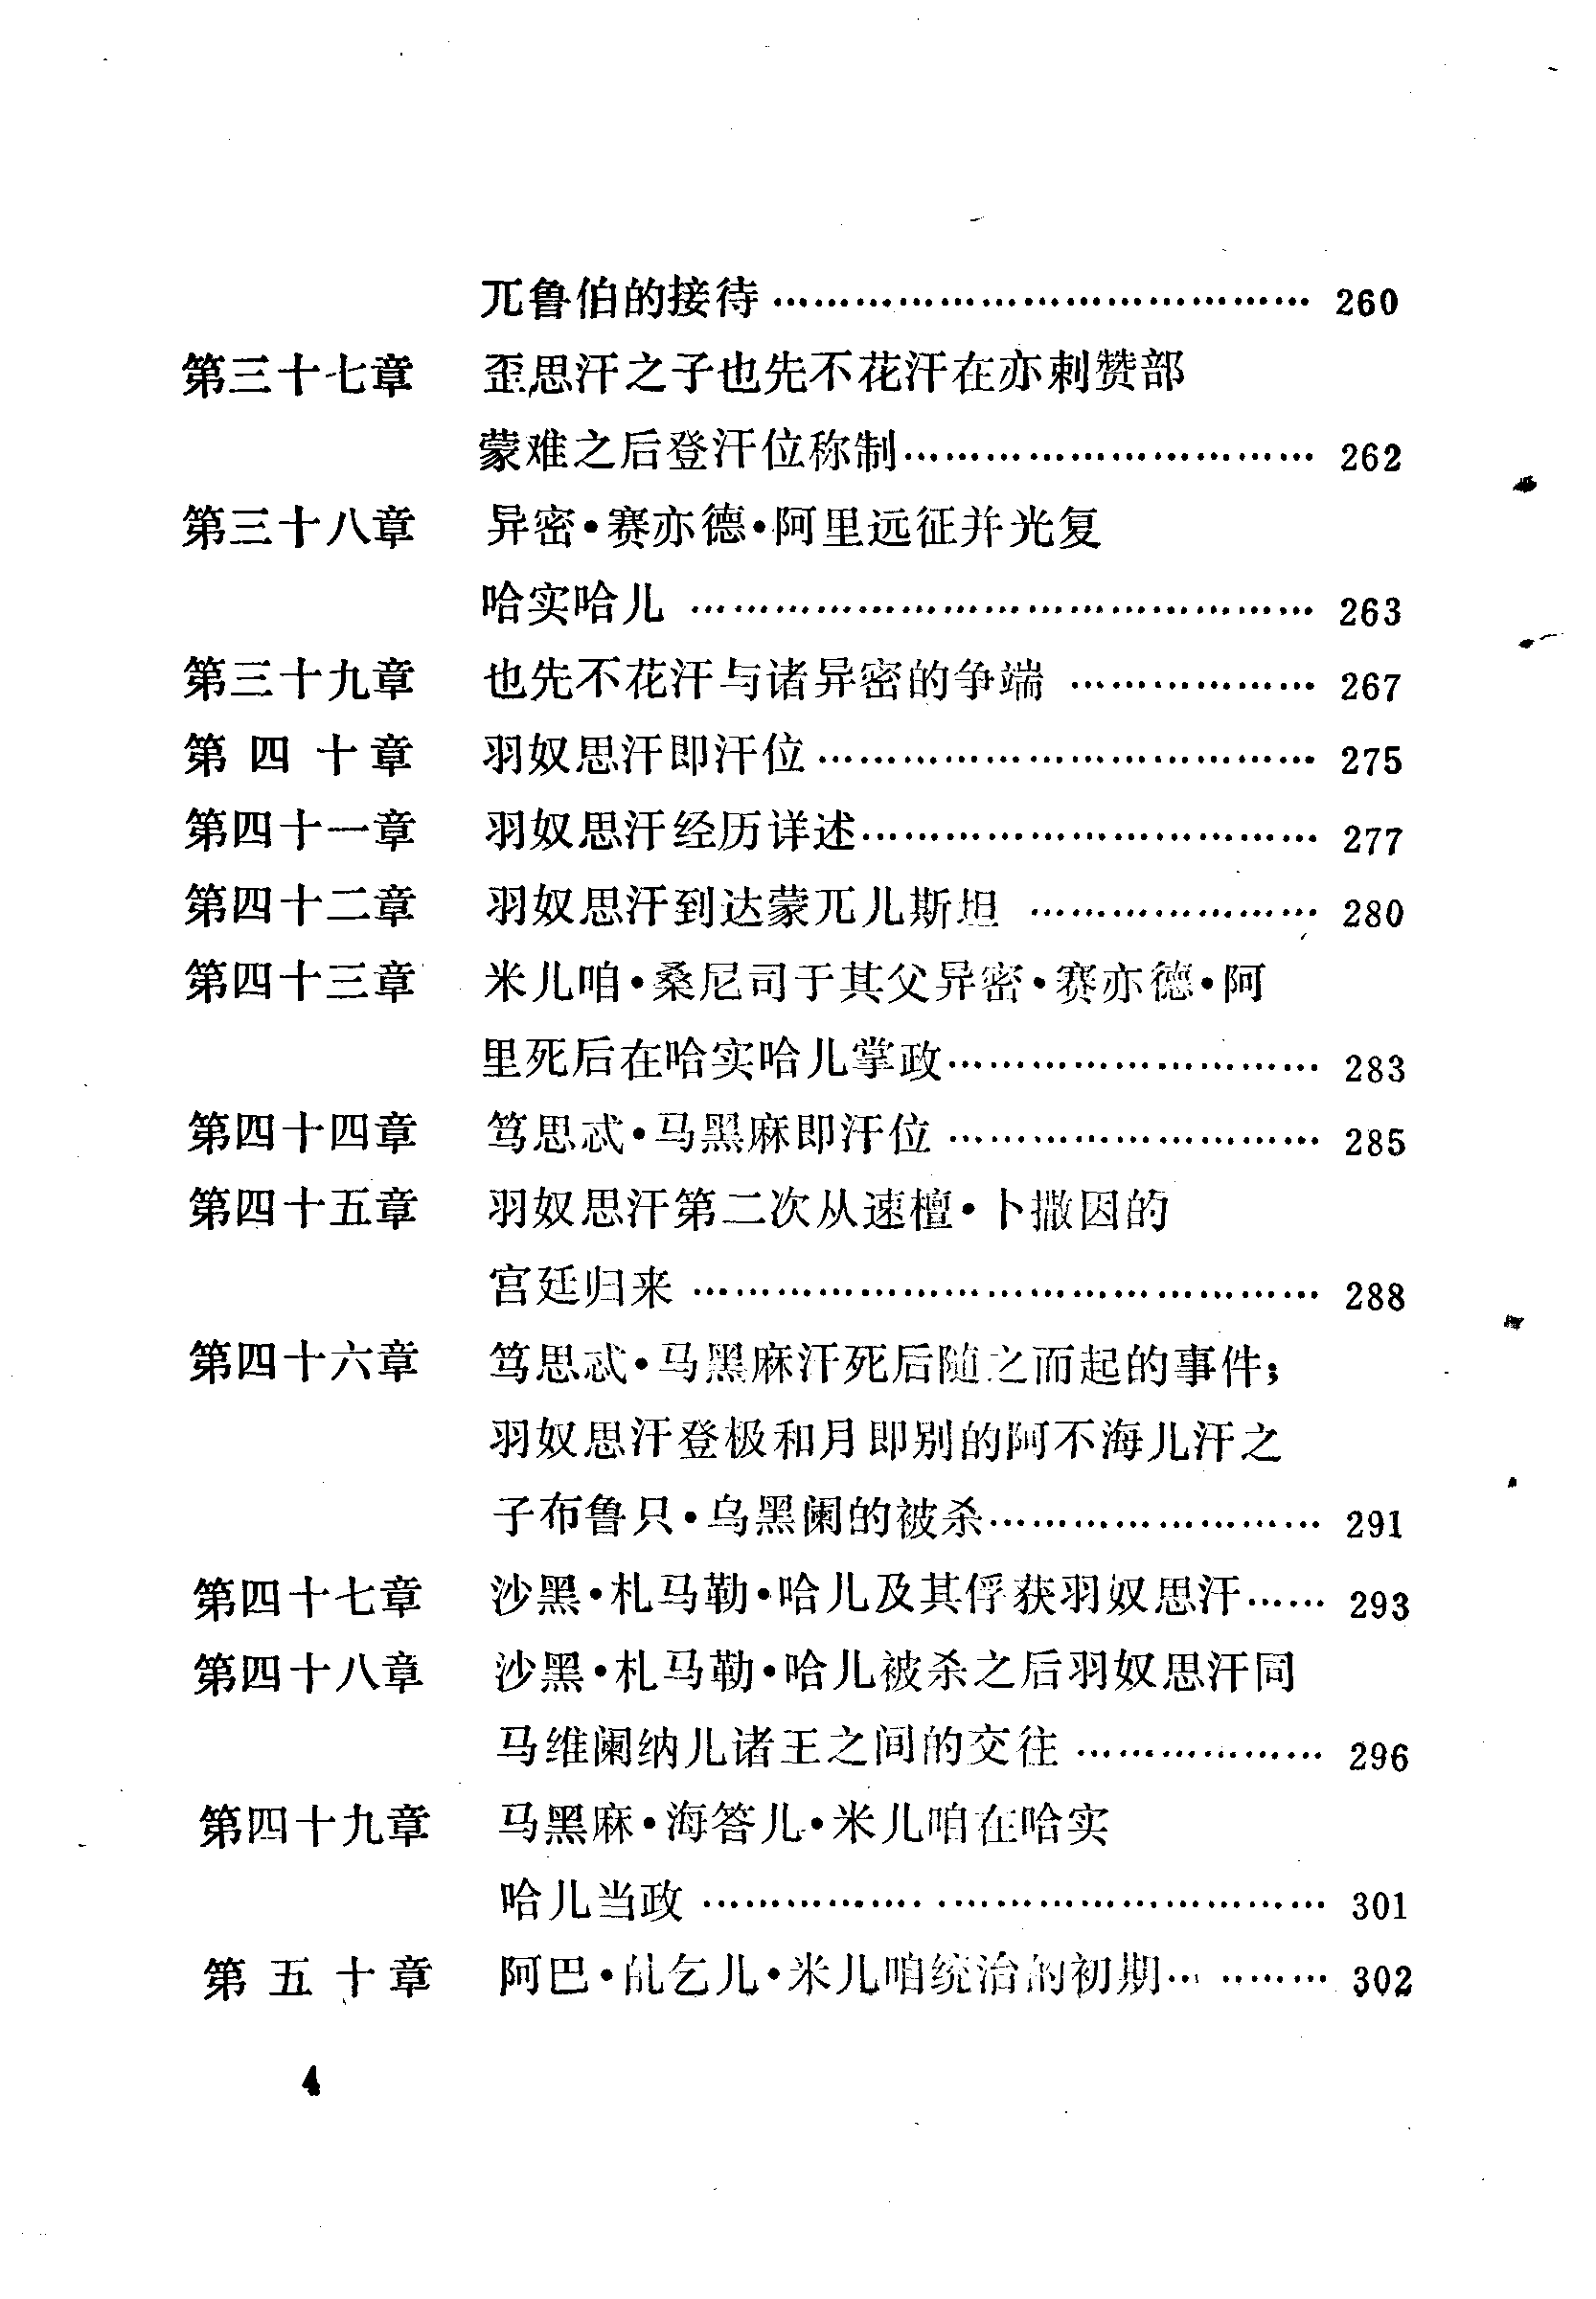 兀鲁伯的接待……………………………………260
第三十七章 歪思汗之子也先不花汗在亦剌赞部
蒙难之后登汗位称制……………………………262
第三十八章 异密·赛亦德·阿里远征并光复
哈实哈儿……………………………………………263
第三十九章 也先不花汗与诸异密的争端………………267
第四十章 羽奴思汗即汗位…………………………………275
第四十一章 羽奴思汗经历详述………………………………277
第四十二章 羽奴思汗到达蒙兀儿斯坦…………………280
第四十三章 米儿咱·桑尼司于其父异密·赛亦德·阿
里死后在哈实哈儿掌政…………………………283
第四十四章 笃思忒·马黑麻即汗位…………………………285
第四十五章 羽奴思汗第二次从速檀·卜撒因的
宫廷归来……………………………………………288
第四十六章 笃思忒·马黑麻汗死后随之而起的事件；
羽奴思汗登极和月即别的阿不海儿汗之
子布鲁只·乌黑阑的被杀………………………291
第四十七章 沙黑·札马勒·哈儿及其俘获羽奴思汗……293
第四十八章 沙黑·札马勒·哈儿被杀之后羽奴思汗同
马维阑纳儿诸王之间的交往………………296
第四十九章 马黑麻·海答儿·米儿咱在哈实
哈儿当政……………………………………………301
第五十章 阿巴·乩乞儿·米儿咱统治的初期…………302
4